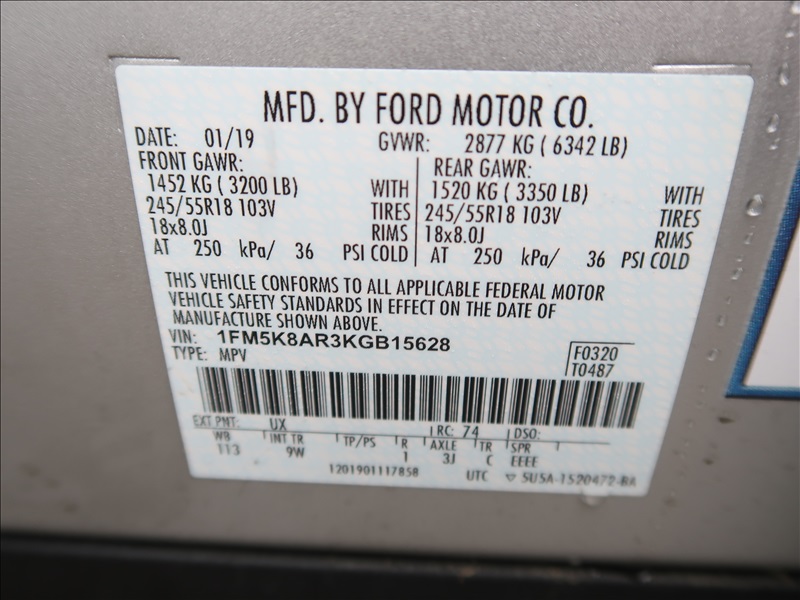 MFD. BY FORD MOTOR CO.
DATE: 01/19 GVWR: 2877 KG ( 6342 LB)
FRONT GAWR: REAR GAWR:
1452 KG ( 3200 LB) WITH 1520 KG ( 3350 LB) WITH
245/55R18 103V TIRES 245/55R18 103V TIRES
18x8.0J RIMS 18x8.0J RIMS
AT 250 kPa/ 36 PSI COLD AT 250 kPa/ 36 PSI COLD
THIS VEHICLE CONFORMS TO ALL APPLICABLE FEDERAL MOTOR
VEHICLE SAFETY STANDARDS IN EFFECT ON THE DATE OF
MANUFACTURE SHOWN ABOVE.
VIN: 1FM5K8AR3KGB15628
TYPE: MPV
F0320
T0487
EXT PNT: UX RC: 74 DSO:
WB INT TR TP/PS R AXLE TR SPR
113 9W 1 3J C EEEE
1201901117858 UTC ▽ 5U5A-1520472-BA